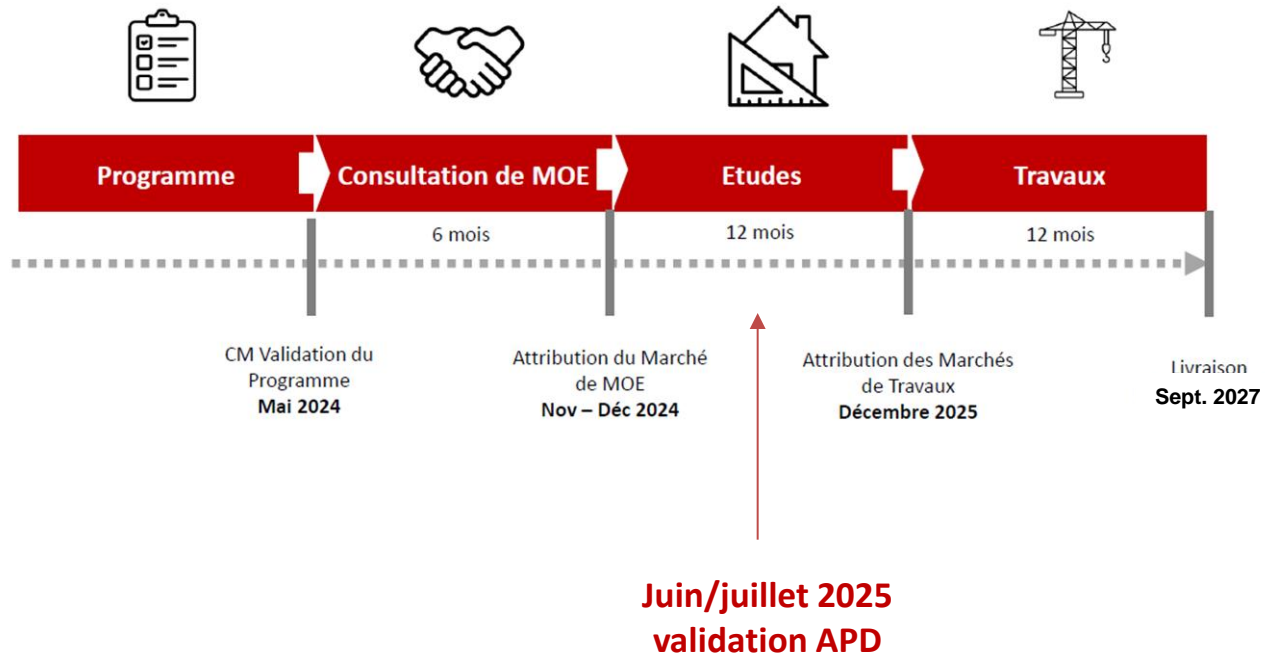 Programme
Consultation de MOE
Etudes
Travaux
6 mois
12 mois
12 mois
CM Validation du
Programme
Mai 2024
Attribution du Marché
de MOE
Nov – Déc 2024
Attribution des Marchés
de Travaux
Décembre 2025
Livraison
Sept. 2027
Juin/juillet 2025
validation APD